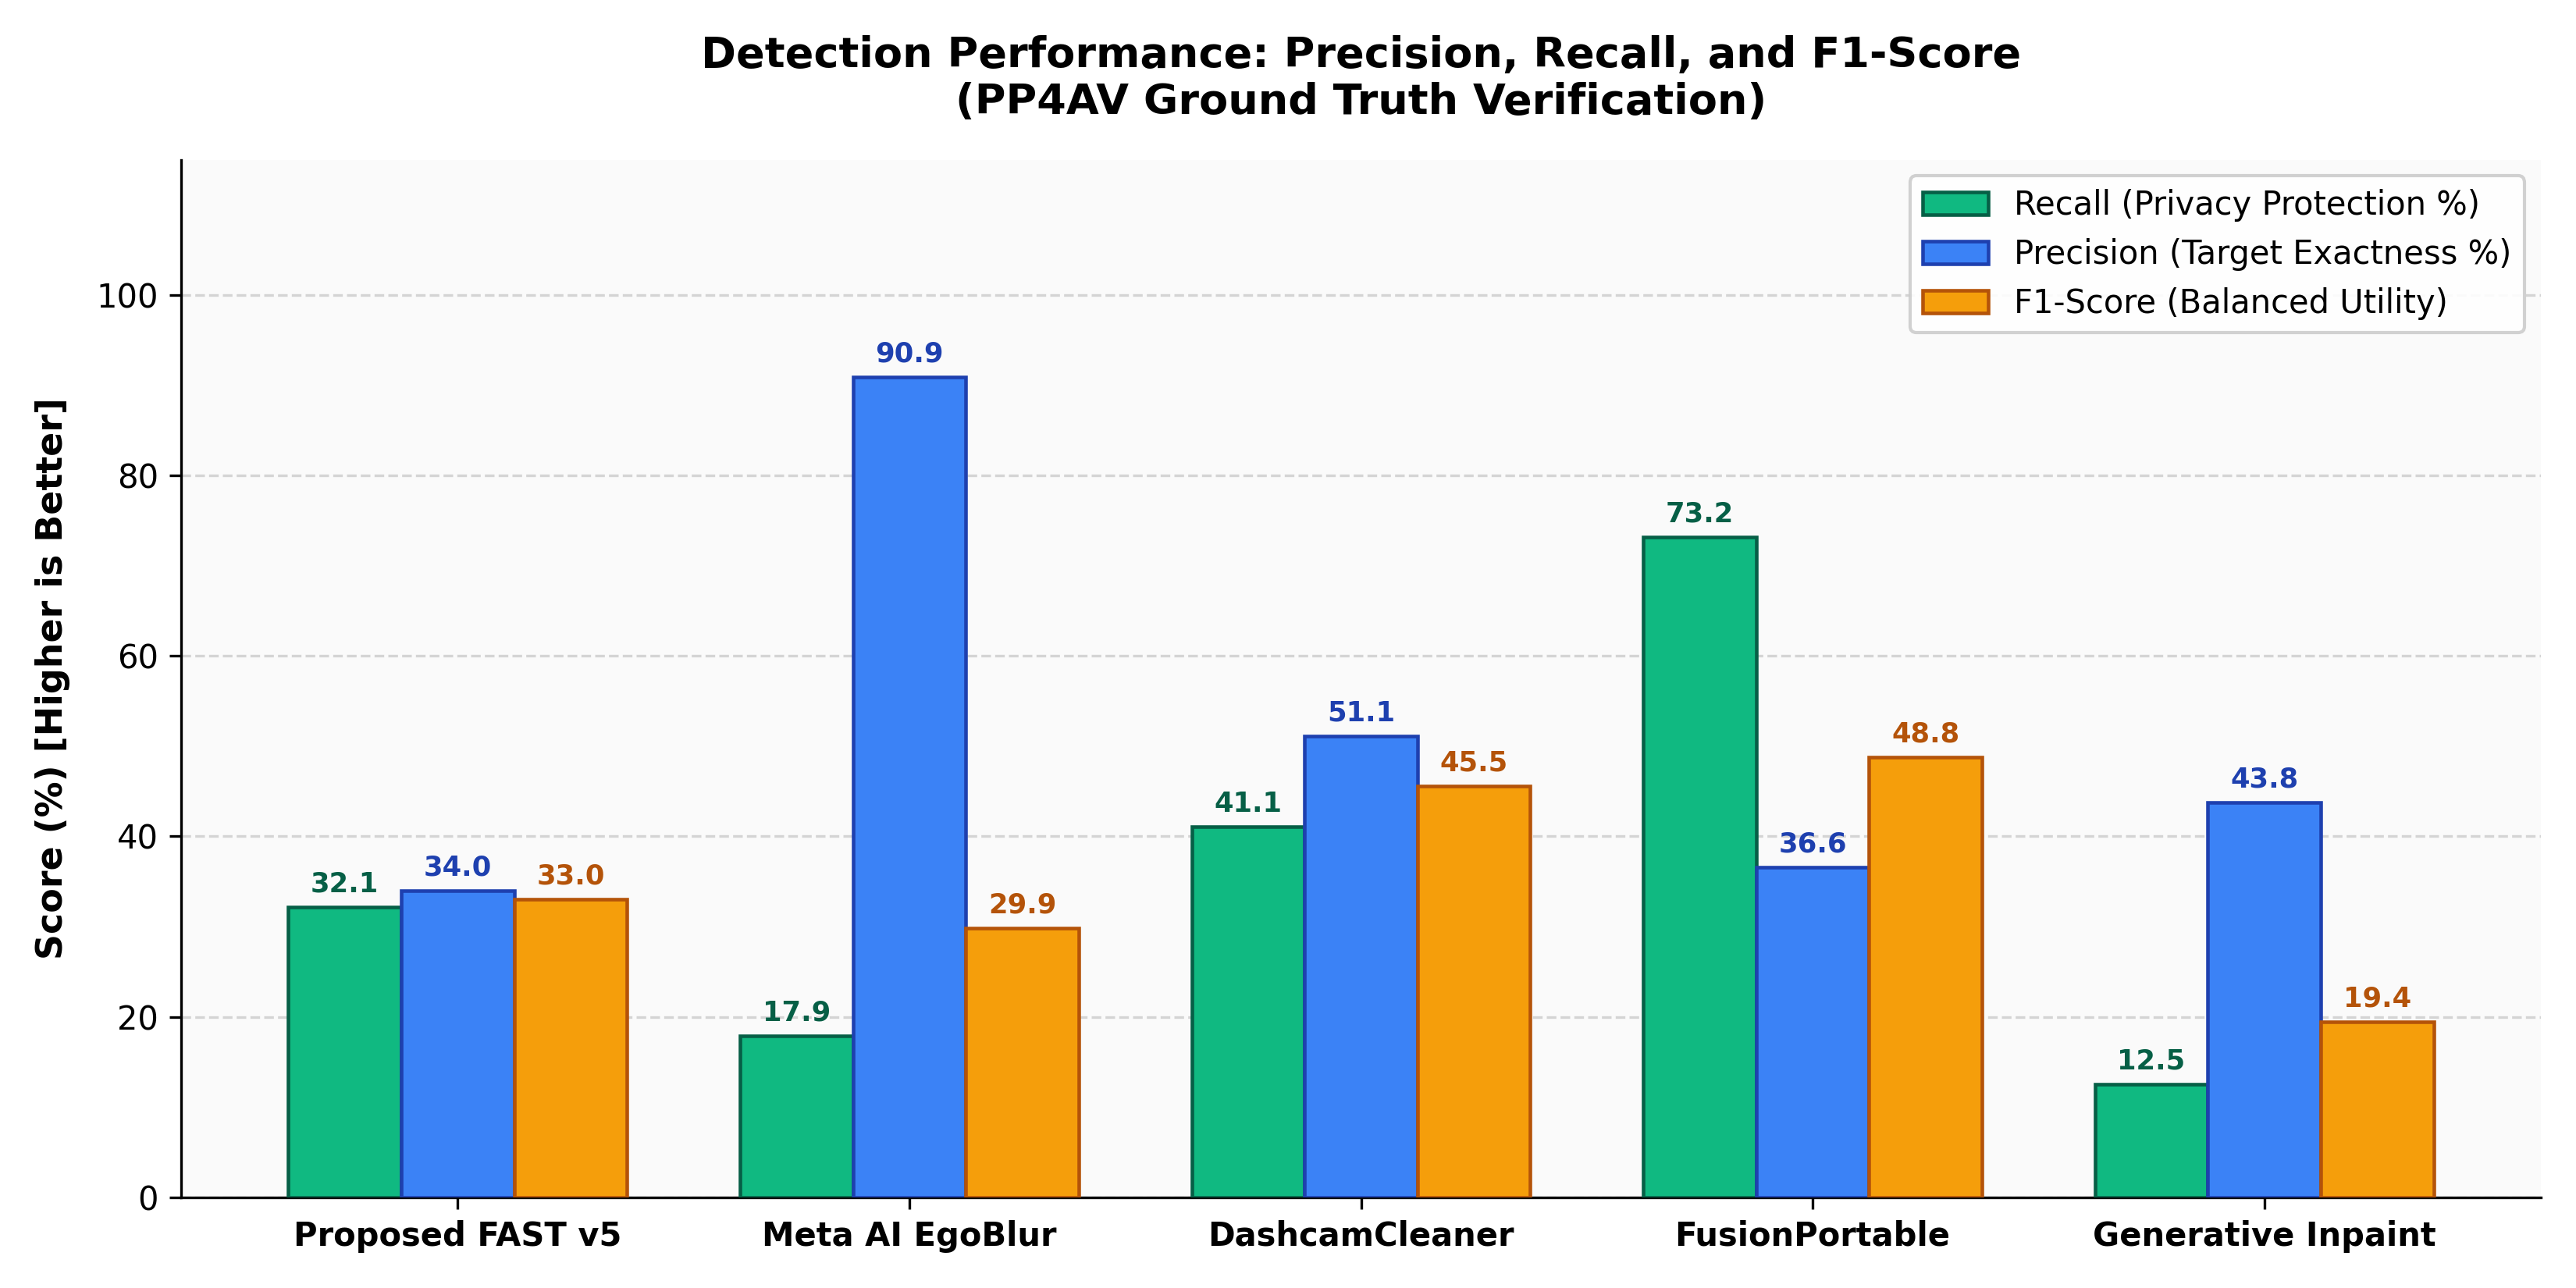 Detection Performance: Precision, Recall, and F1-Score
(PP4AV Ground Truth Verification)
Score (%) [Higher is Better]
100
80
60
40
20
0
Recall (Privacy Protection %)
Precision (Target Exactness %)
F1-Score (Balanced Utility)
32.1
34.0
33.0
17.9
90.9
29.9
41.1
51.1
45.5
73.2
36.6
48.8
12.5
43.8
19.4
Proposed FAST v5
Meta AI EgoBlur
DashcamCleaner
FusionPortable
Generative Inpaint